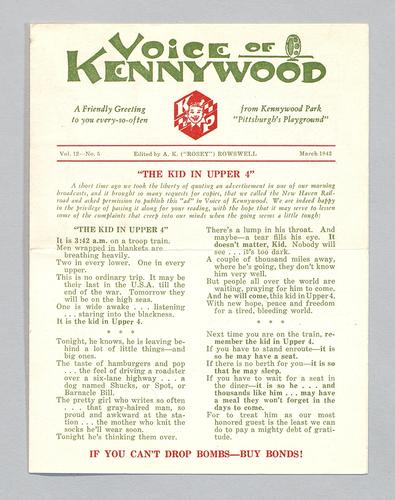 VOICE OF
KENNYWOOD
A Friendly Greeting
to you every-so-often
K
P
from Kennywood Park
"Pittsburgh's Playground"
Vol. 12—No. 5
Edited by A. K. ("ROSEY") ROWSWELL
March 1943
"THE KID IN UPPER 4"
A short time ago we took the liberty of quoting an advertisement in one of our morning
broadcasts, and it brought so many requests for copies, that we called the New Haven Rail-
road and asked permission to publish this "ad" in Voice of Kennywood. We are indeed happy
in the privilege of passing it along for your reading, with the hope that it may serve to lessen
some of the complaints that creep into our minds when the going seems a little tough:
"THE KID IN UPPER 4"
It is 3:42 a.m. on a troop train.
Men wrapped in blankets are
breathing heavily.
Two in every lower. One in every
upper.
This is no ordinary trip. It may be
their last in the U.S.A. till the
end of the war. Tomorrow they
will be on the high seas.
One is wide awake . . . listening
. . . staring into the blackness.
It is the kid in Upper 4.
* * *
Tonight, he knows, he is leaving be-
hind a lot of little things—and
big ones.
The taste of hamburgers and pop
. . . the feel of driving a roadster
over a six-lane highway . . . a
dog named Shucks, or Spot, or
Barnacle Bill.
The pretty girl who writes so often
. . . that gray-haired man, so
proud and awkward at the sta-
tion . . . the mother who knit the
socks he'll wear soon.
Tonight he's thinking them over.
There's a lump in his throat. And
maybe—a tear fills his eye. It
doesn't matter, Kid. Nobody will
see . . . it's too dark.
A couple of thousand miles away,
where he's going, they don't know
him very well.
But people all over the world are
waiting, praying for him to come.
And he will come, this kid in Upper 4.
With new hope, peace and freedom
for a tired, bleeding world.
* * *
Next time you are on the train, re-
member the kid in Upper 4.
If you have to stand enroute—it is
so he may have a seat.
If there is no berth for you—it is so
that he may sleep.
If you have to wait for a seat in
the diner—it is so he . . . and
thousands like him . . . may have
a meal they won't forget in the
days to come.
For to treat him as our most
honored guest is the least we can
do to pay a mighty debt of grati-
tude.
IF YOU CAN'T DROP BOMBS—BUY BONDS!